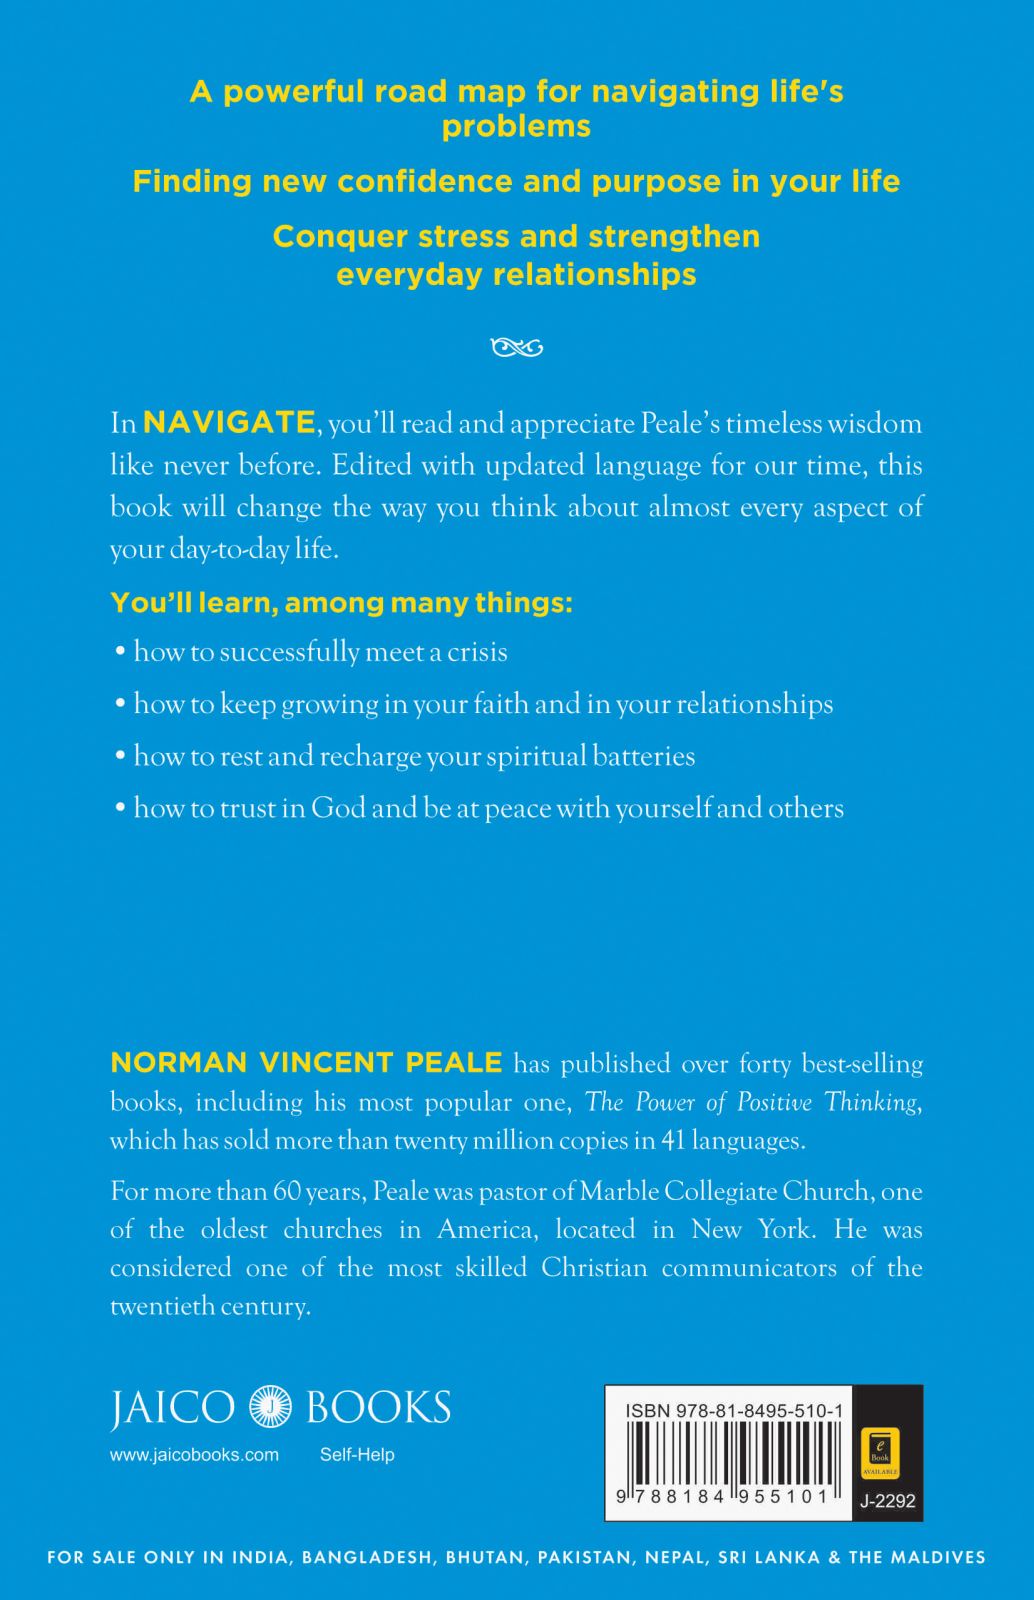 A powerful road map for navigating life's
problems
Finding new confidence and purpose in your life
Conquer stress and strengthen
everyday relationships
In NAVIGATE, you’ll read and appreciate Peale’s timeless wisdom
like never before. Edited with updated language for our time, this
book will change the way you think about almost every aspect of
your day-to-day life.
You’ll learn, among many things:
• how to successfully meet a crisis
• how to keep growing in your faith and in your relationships
• how to rest and recharge your spiritual batteries
• how to trust in God and be at peace with yourself and others
NORMAN VINCENT PEALE has published over forty best-selling
books, including his most popular one, The Power of Positive Thinking,
which has sold more than twenty million copies in 41 languages.
For more than 60 years, Peale was pastor of Marble Collegiate Church, one
of the oldest churches in America, located in New York. He was
considered one of the most skilled Christian communicators of the
twentieth century.
JAICO J BOOKS
www.jaicobooks.com Self-Help
ISBN 978-81-8495-510-1
9 788184 955101
e
Book
AVAILABLE
J-2292
FOR SALE ONLY IN INDIA, BANGLADESH, BHUTAN, PAKISTAN, NEPAL, SRI LANKA & THE MALDIVES